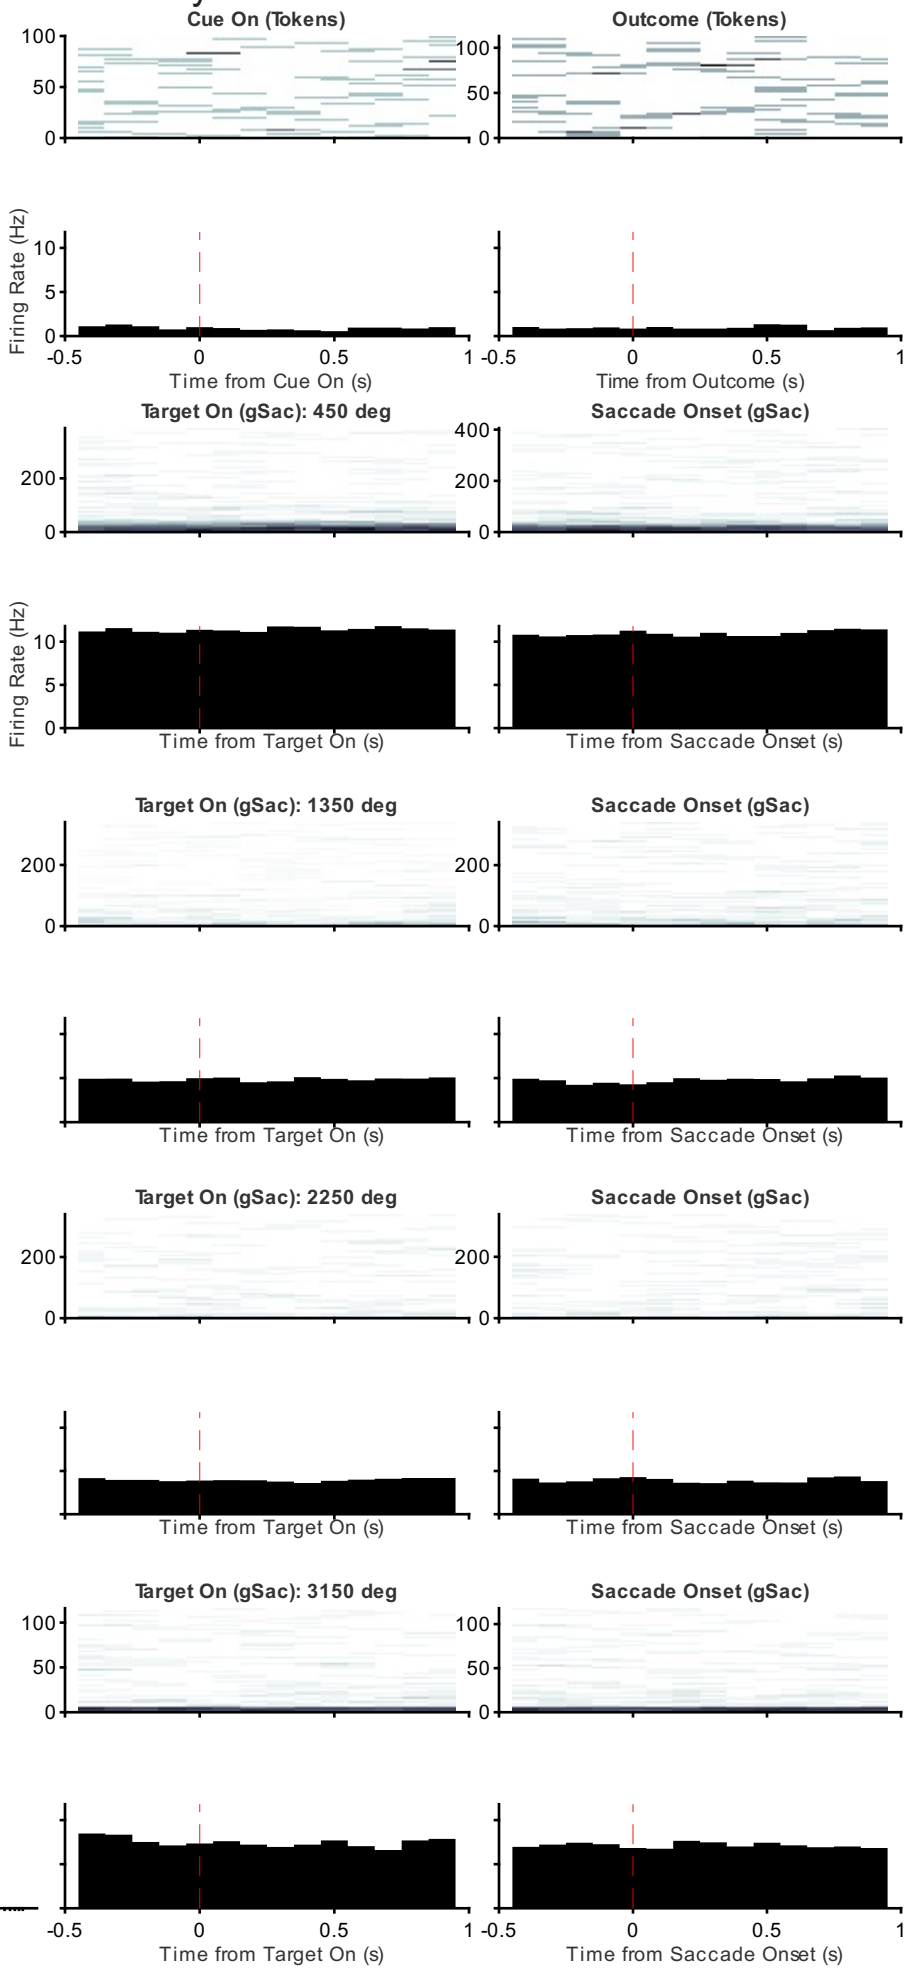 Cue On (Tokens) Outcome (Tokens)
100 100
50 50
0 0
Firing Rate (Hz)
10
5
0
-0.5 0 0.5 1 -0.5 0 0.5 1
Time from Cue On (s) Time from Outcome (s)
Target On (gSac): 450 deg Saccade Onset (gSac)
400
200 200
0 0
Firing Rate (Hz)
10
5
0
Time from Target On (s) Time from Saccade Onset (s)
Target On (gSac): 1350 deg Saccade Onset (gSac)
200 200
0 0
Time from Target On (s) Time from Saccade Onset (s)
Target On (gSac): 2250 deg Saccade Onset (gSac)
200 200
0 0
Time from Target On (s) Time from Saccade Onset (s)
Target On (gSac): 3150 deg Saccade Onset (gSac)
100 100
50 50
0 0
-0.5 0 0.5 1 -0.5 0 0.5 1
Time from Target On (s) Time from Saccade Onset (s)